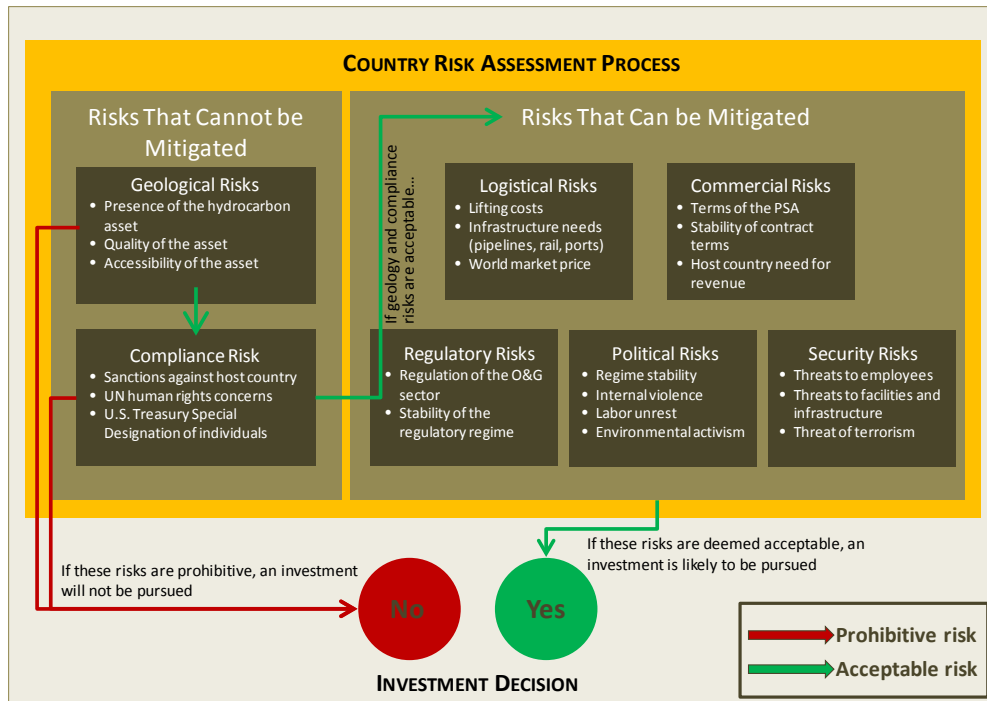 COUNTRY RISK ASSESSMENT PROCESS
Risks That Cannot be
Mitigated
Geological Risks
• Presence of the hydrocarbon
asset
• Quality of the asset
• Accessibility of the asset
Compliance Risk
• Sanctions against host country
• UN human rights concerns
• U.S. Treasury Special
Designation of individuals
If geology and compliance
risks are acceptable...
Risks That Can be Mitigated
Logistical Risks
• Lifting costs
• Infrastructure needs
(pipelines, rail, ports)
• World market price
Commercial Risks
• Terms of the PSA
• Stability of contract
terms
• Host country need for
revenue
Regulatory Risks
• Regulation of the O&G
sector
• Stability of the
regulatory regime
Political Risks
• Regime stability
• Internal violence
• Labor unrest
• Environmental activism
Security Risks
• Threats to employees
• Threats to facilities and
infrastructure
• Threat of terrorism
If these risks are prohibitive, an investment
will not be pursued
No
Yes
If these risks are deemed acceptable, an
investment is likely to be pursued
INVESTMENT DECISION
Prohibitive risk
Acceptable risk